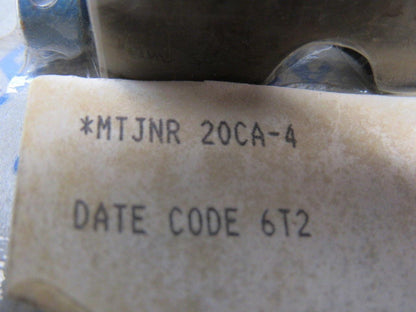 *MTJNR 20CA-4
DATE CODE 6T2